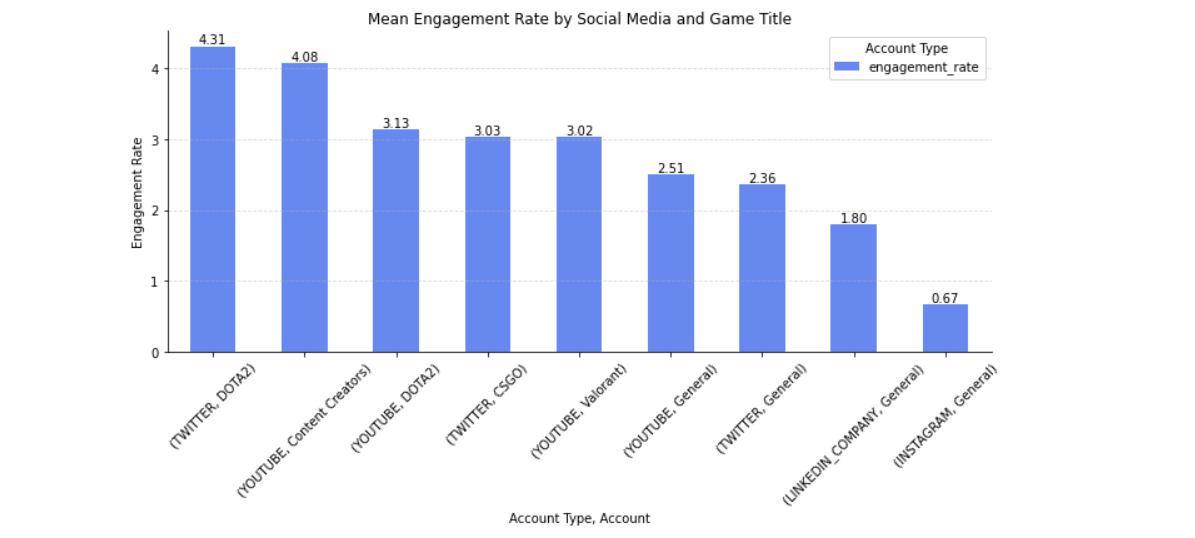 Mean Engagement Rate by Social Media and Game Title
Account Type
engagement_rate
Engagement Rate
4
3
2
1
0
4.31
4.08
3.13
3.03
3.02
2.51
2.36
1.80
0.67
(TWITTER, DOTA2)
(YOUTUBE, Content Creators)
(YOUTUBE, DOTA2)
(TWITTER, CSGO)
(YOUTUBE, Valorant)
(YOUTUBE, General)
(TWITTER, General)
(LINKEDIN_COMPANY, General)
(INSTAGRAM, General)
Account Type, Account